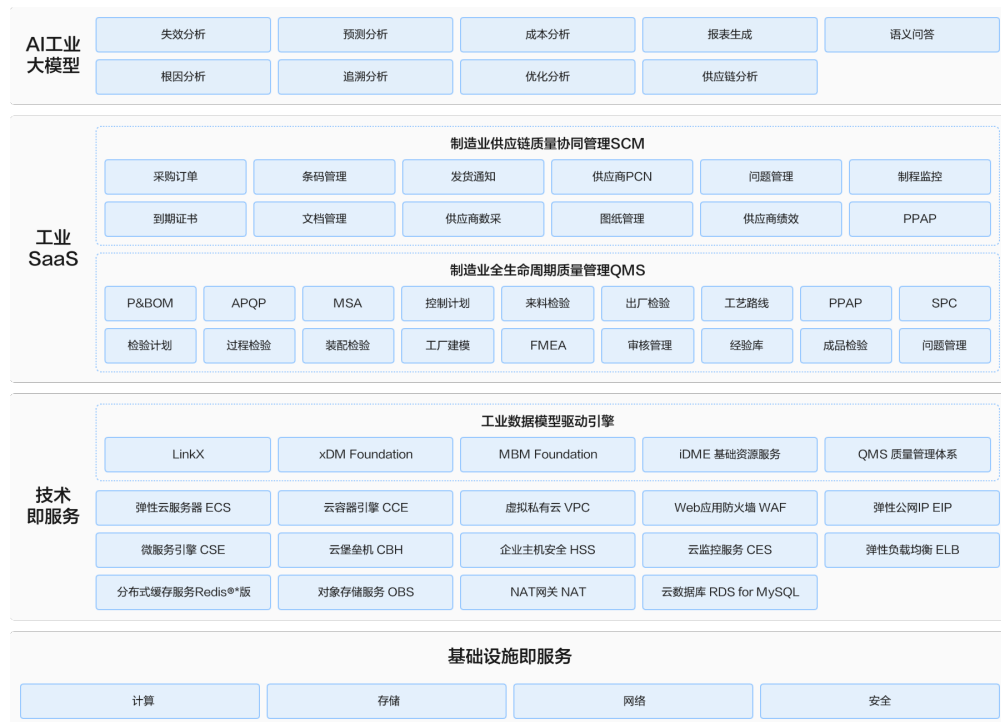 AI工业
大模型
失效分析 预测分析 成本分析 报表生成 语义问答
根因分析 追溯分析 优化分析 供应链分析
工业
SaaS
制造业供应链质量协同管理SCM
采购订单 条码管理 发货通知 供应商PCN 问题管理 制程监控
到期证书 文档管理 供应商数采 图纸管理 供应商绩效 PPAP
制造业全生命周期质量管理QMS
P&BOM APQP MSA 控制计划 来料检验 出厂检验 工艺路线 PPAP SPC
检验计划 过程检验 装配检验 工厂建模 FMEA 审核管理 经验库 成品检验 问题管理
技术
即服务
工业数据模型驱动引擎
LinkX xDM Foundation MBM Foundation iDME 基础资源服务 QMS 质量管理体系
弹性云服务器 ECS 云容器引擎 CCE 虚拟私有云 VPC Web应用防火墙 WAF 弹性公网IP EIP
微服务引擎 CSE 云堡垒机 CBH 企业主机安全 HSS 云监控服务 CES 弹性负载均衡 ELB
分布式缓存服务Redis®*版 对象存储服务 OBS NAT网关 NAT 云数据库 RDS for MySQL
基础设施即服务
计算 存储 网络 安全